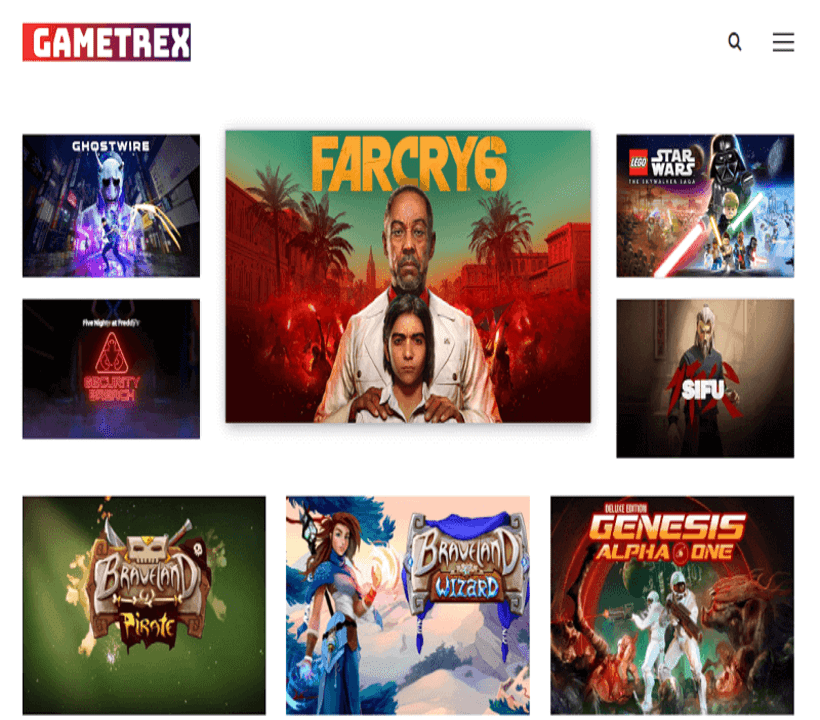 GAMETREX
GHOSTWIRE
FARCRY6
LEGO STAR
WARS
THE SKYWALKER SAGA
Five Nights at Freddy's
SECURITY
BREACH
SIFU
BRAVELAND
PIRATE
BRAVELAND
WIZARD
DELUXE EDITION
GENESIS
ALPHA ONE